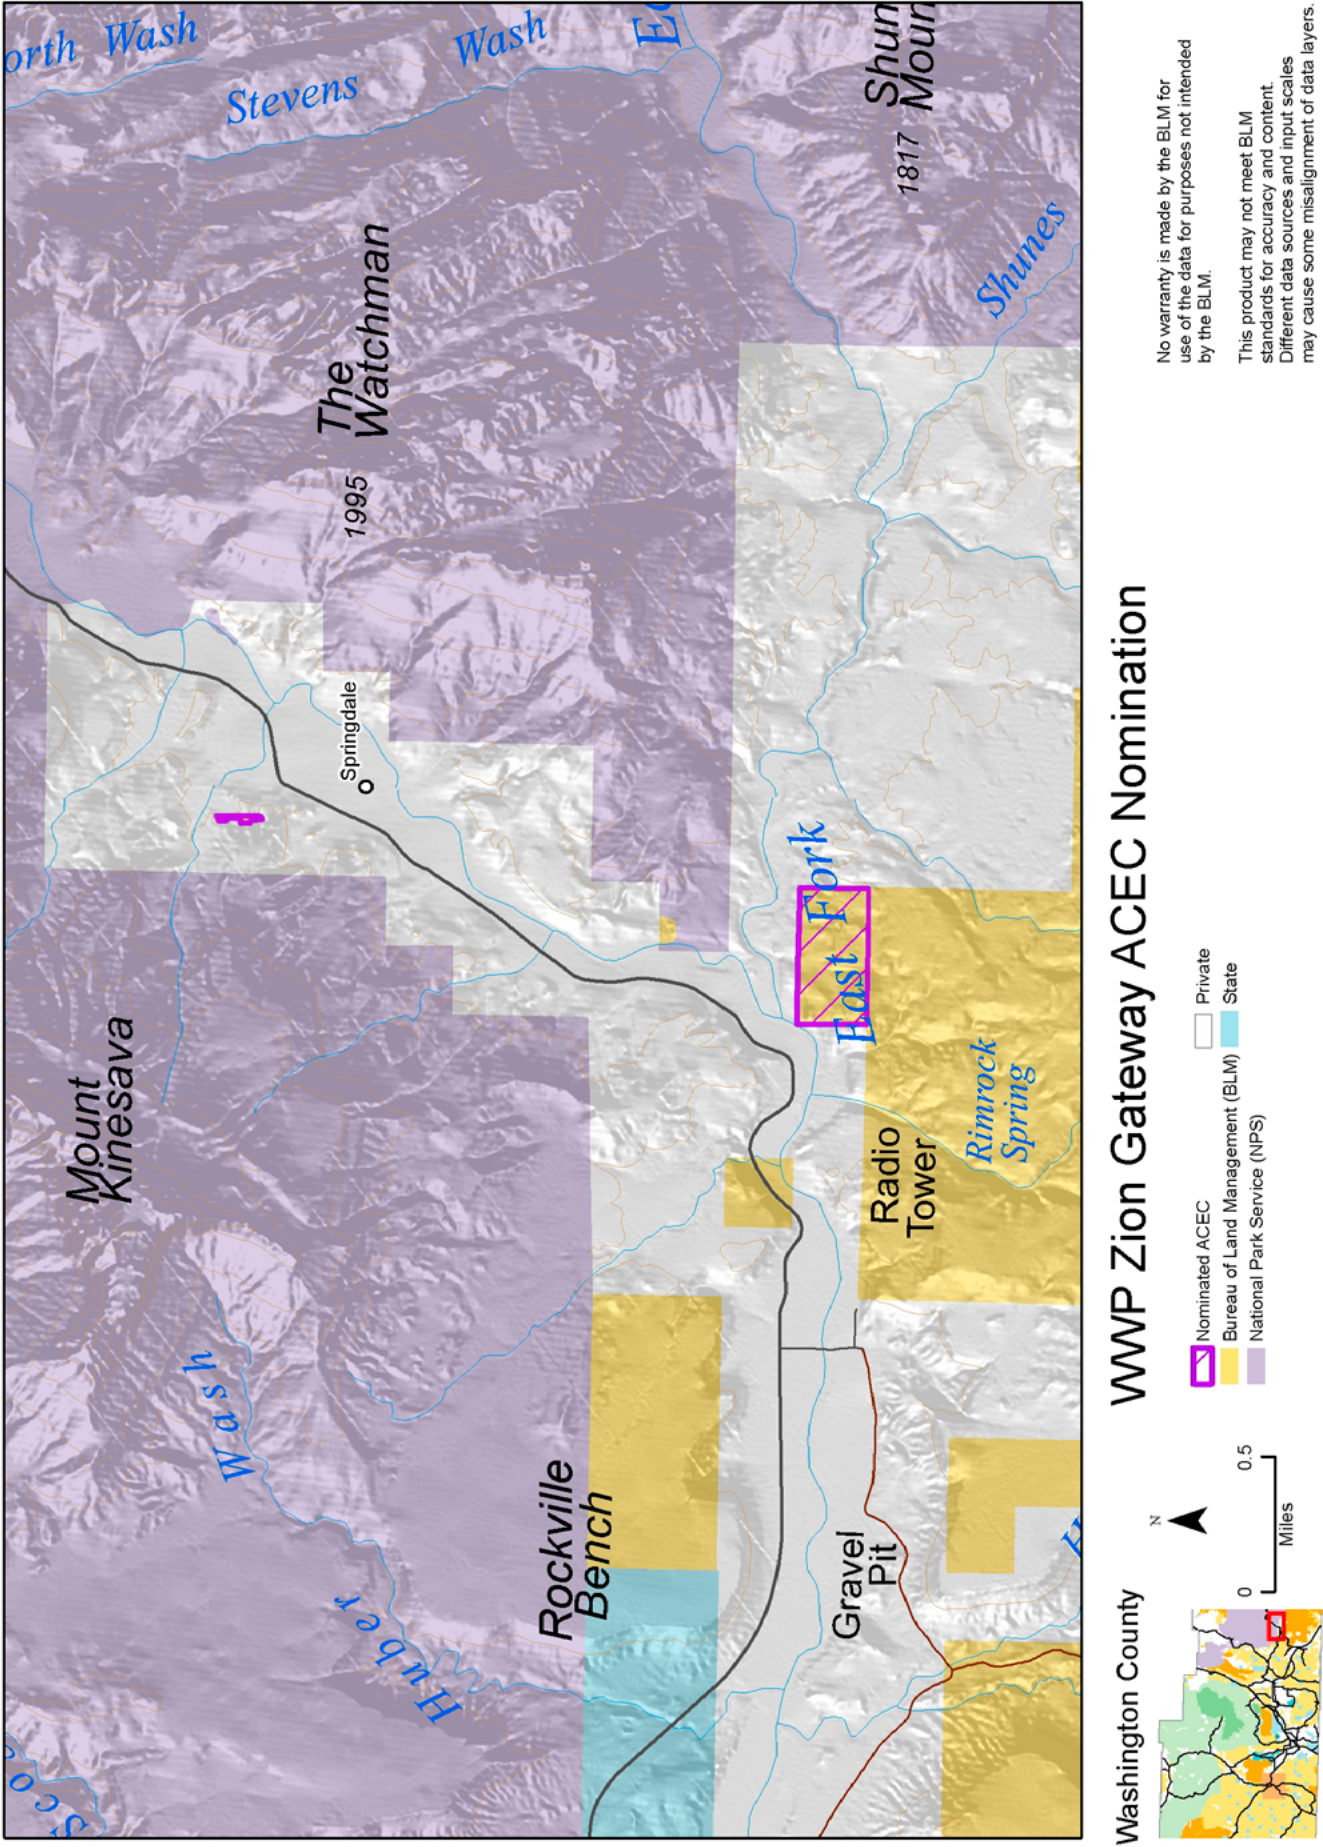 orth Wash
Stevens Wash
Mount
Kinesava
The
Watchman
1995
Shun
Moun
1817
Shunes
Springdale
Wash
Huber
Sco
Rockville
Bench
East Fork
Rimrock
Spring
Radio
Tower
Gravel
Pit
H
WWP Zion Gateway ACEC Nomination
Washington County
N
0 0.5
Miles
Nominated ACEC
Bureau of Land Management (BLM)
National Park Service (NPS)
Private
State
No warranty is made by the BLM for
use of the data for purposes not intended
by the BLM.
This product may not meet BLM
standards for accuracy and content.
Different data sources and input scales
may cause some misalignment of data layers.